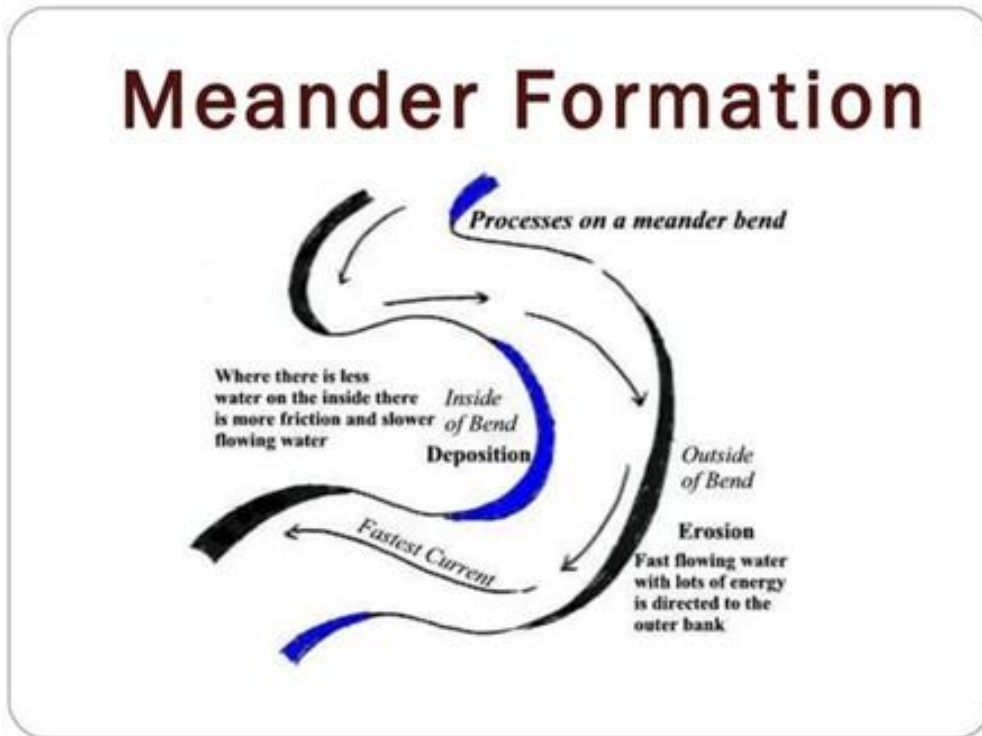 Meander Formation
Processes on a meander bend
Where there is less
water on the inside there
is more friction and slower
flowing water
Inside
of Bend
Deposition
Outside
of Bend
Erosion
Fast flowing water
with lots of energy
is directed to the
outer bank
Fastest Current